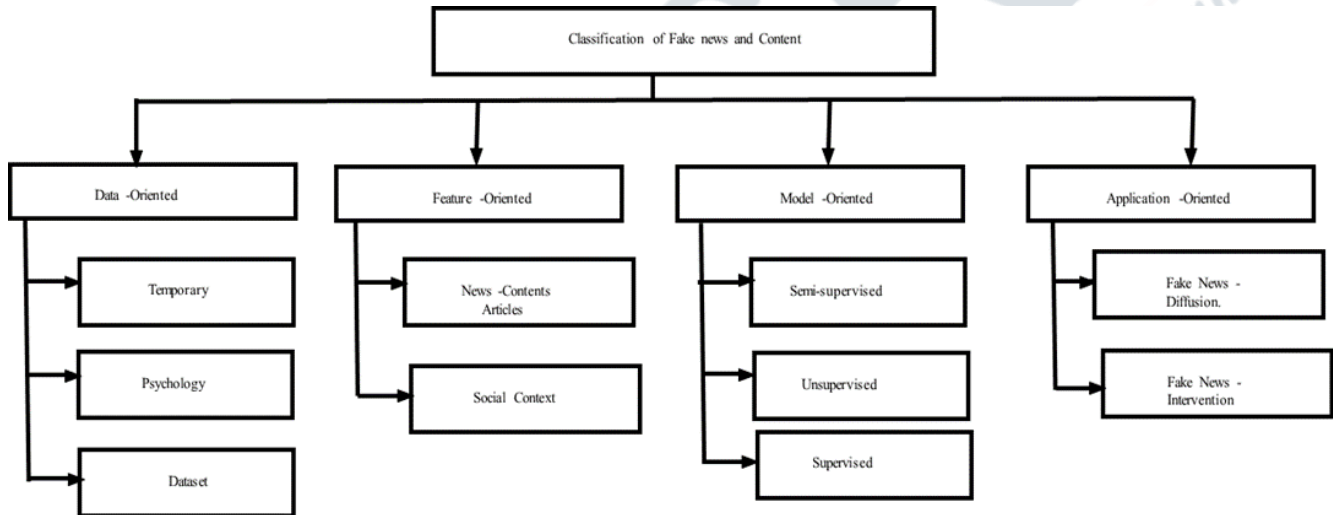 Classification of Fake news and Content
Data -Oriented
Temporary
Psychology
Dataset
Feature -Oriented
News -Contents
Articles
Social Context
Model -Oriented
Semi-supervised
Unsupervised
Supervised
Application -Oriented
Fake News -
Diffusion.
Fake News -
Intervention